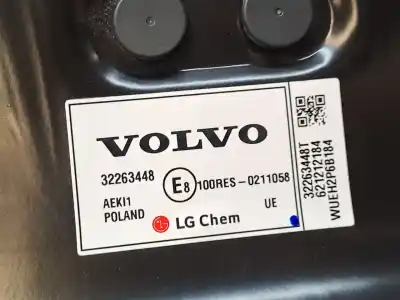 VOLVO
32263448
E8 100RES-0211058
AEKI1
POLAND
UE
LG Chem
32263448T
621212184
WUEH2P6B184